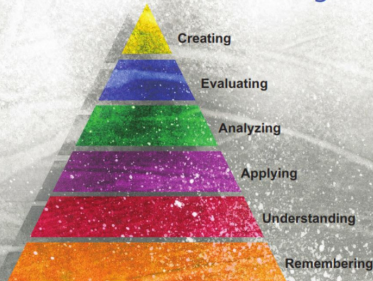 Creating
Evaluating
Analyzing
Applying
Understanding
Remembering